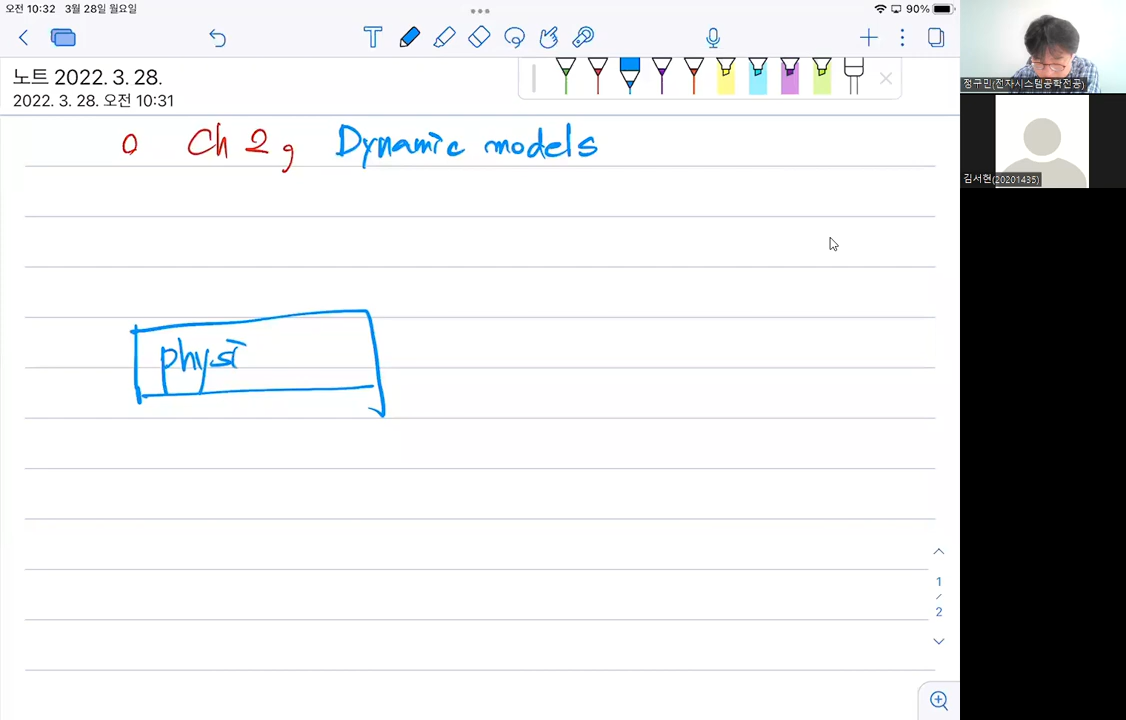 오전 10:32 3월 28일 월요일
90%
T
노트 2022. 3. 28.
2022. 3. 28. 오전 10:31
정구민(전자시스템공학전공)
김서현(20201435)
o Ch 2, Dynamic models
physi
1
/
2